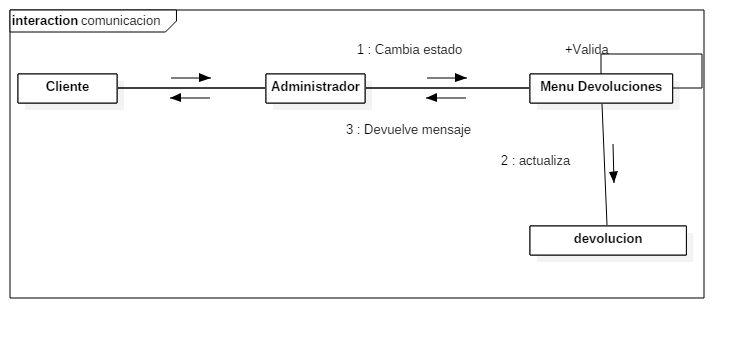 interaction comunicacion
1 : Cambia estado
+Valida
Cliente
Administrador
Menu Devoluciones
3 : Devuelve mensaje
2 : actualiza
devolucion